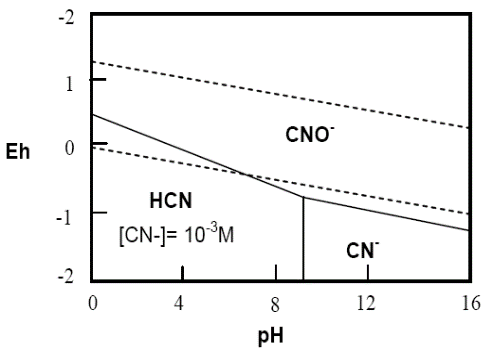 -2
1
0
-1
-2
Eh
CNO⁻
HCN
[CN-]= 10⁻³M
CN⁻
0 4 8 12 16
pH